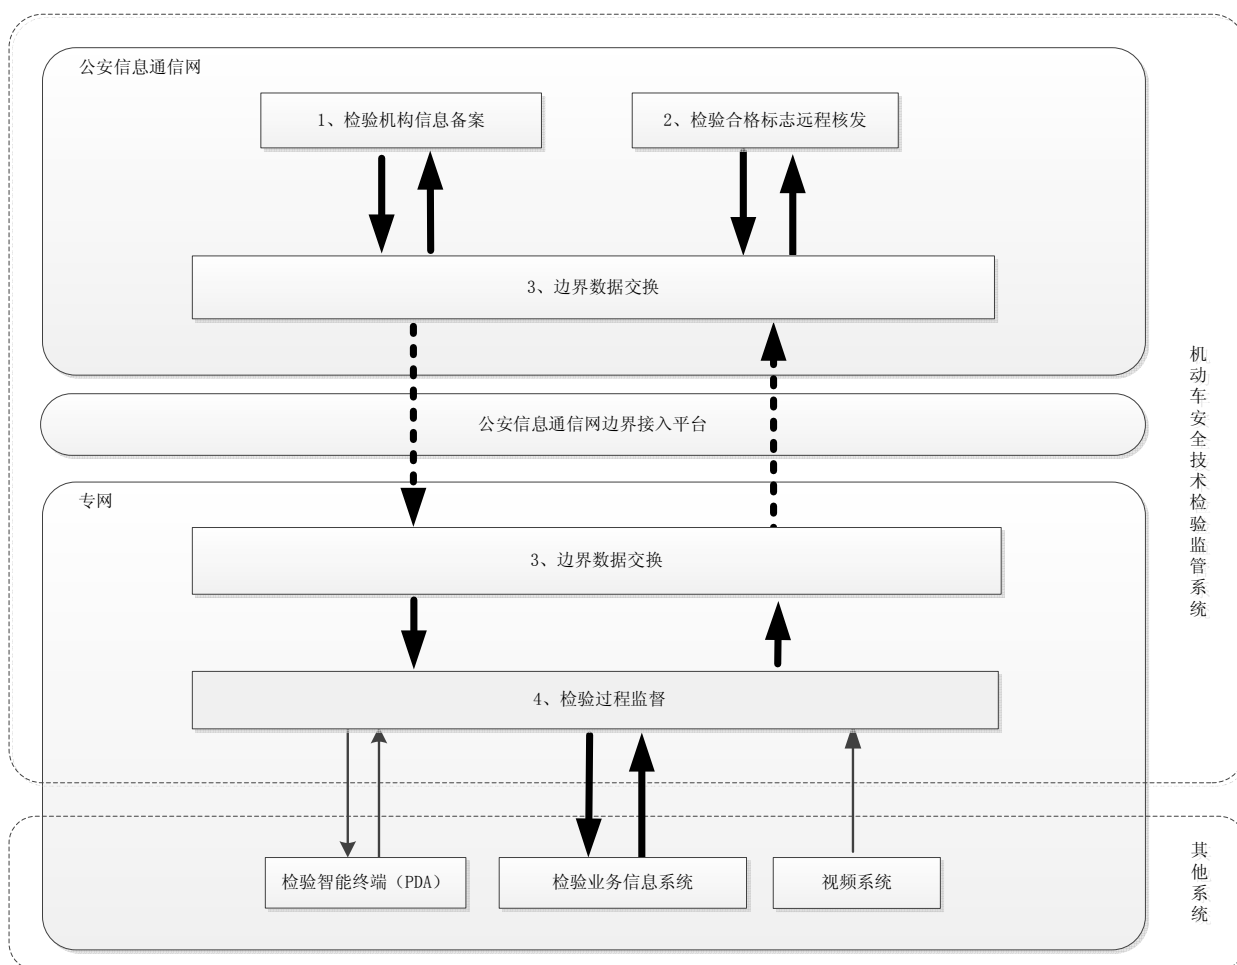 公安信息通信网
1、检验机构信息备案
2、检验合格标志远程核发
3、边界数据交换
公安信息通信网边界接入平台
机动车安全技术检验监管系统
专网
3、边界数据交换
4、检验过程监督
检验智能终端（PDA）
检验业务信息系统
视频系统
其他系统